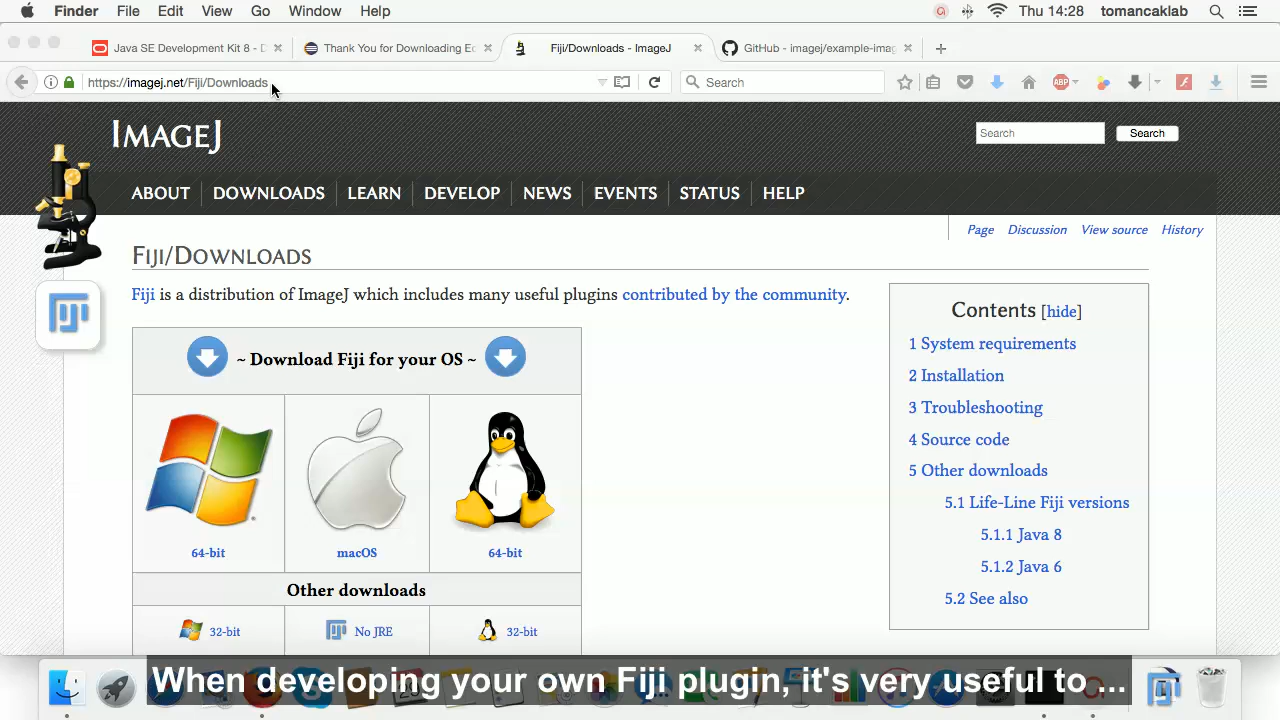 Finder File Edit View Go Window Help Thu 14:28 tomancaklab
Java SE Development Kit 8 - D
Thank You for Downloading Ec
Fiji/Downloads - ImageJ
GitHub - imagej/example-imag
https://imagej.net/Fiji/Downloads
Search
ABP
ImageJ
Search
Search
ABOUT DOWNLOADS LEARN DEVELOP NEWS EVENTS STATUS HELP
Page Discussion View source History
Fiji/Downloads
Fiji is a distribution of ImageJ which includes many useful plugins contributed by the community.
~ Download Fiji for your OS ~
64-bit macOS 64-bit
Other downloads
32-bit No JRE 32-bit
Contents [hide]
1 System requirements
2 Installation
3 Troubleshooting
4 Source code
5 Other downloads
5.1 Life-Line Fiji versions
5.1.1 Java 8
5.1.2 Java 6
5.2 See also
When developing your own Fiji plugin, it's very useful to ...